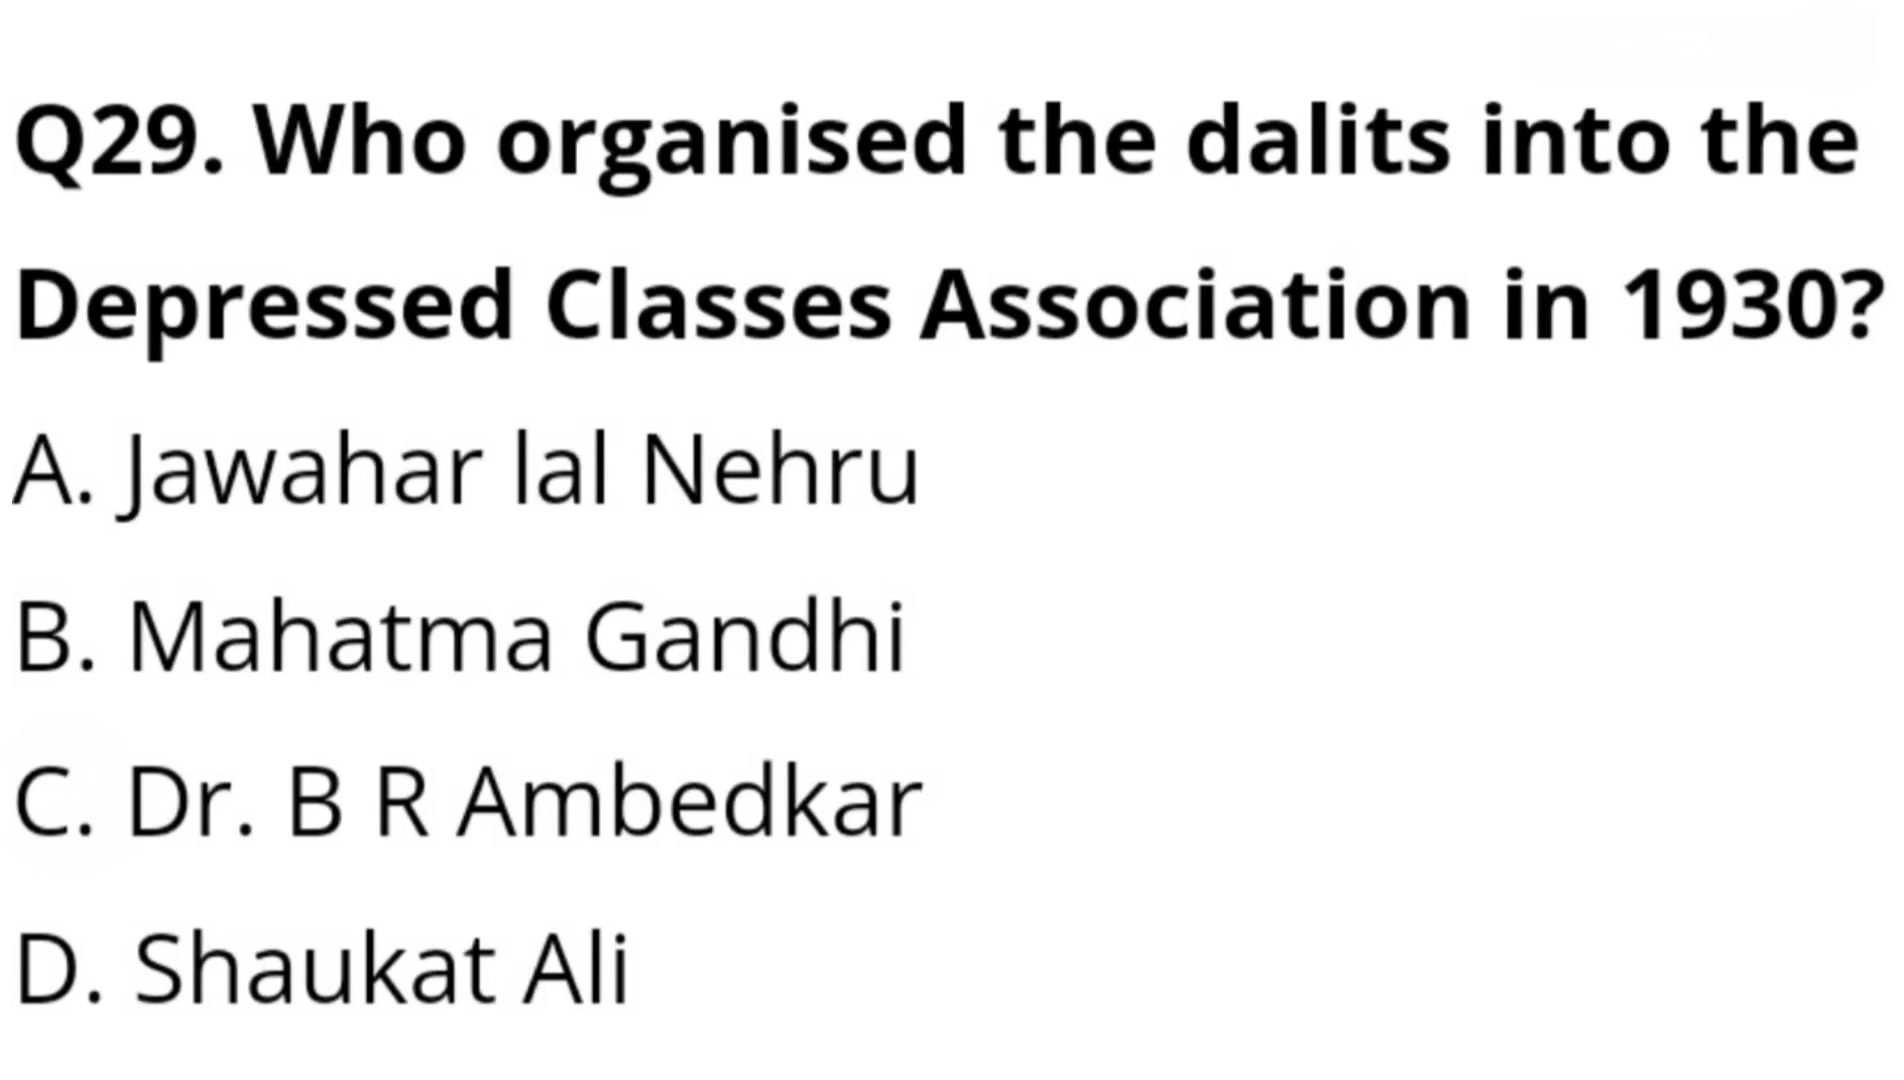 Q29. Who organised the dalits into the
Depressed Classes Association in 1930?
A. Jawahar lal Nehru
B. Mahatma Gandhi
C. Dr. B R Ambedkar
D. Shaukat Ali